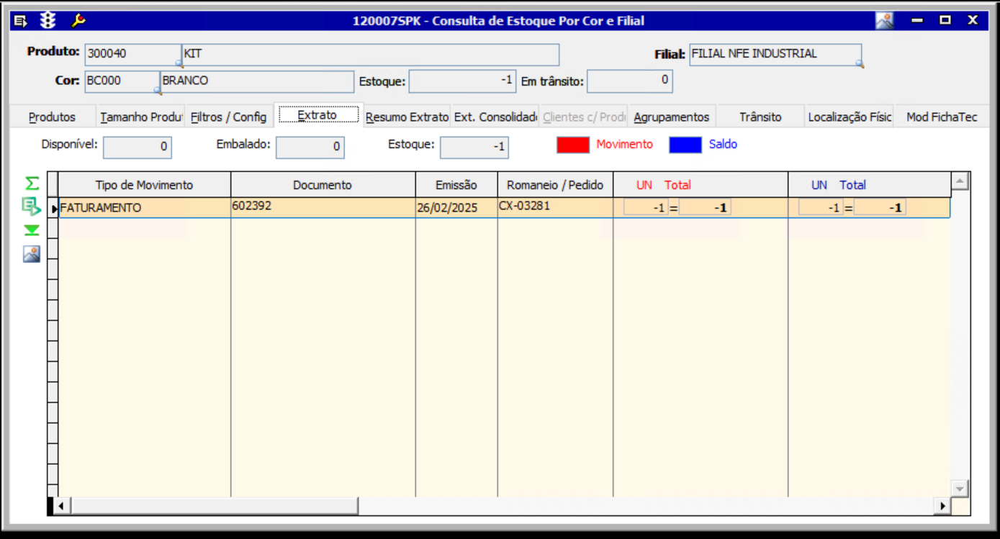 120007SPK - Consulta de Estoque Por Cor e Filial
Produto: 300040 KIT Filial: FILIAL NFE INDUSTRIAL
Cor: BC000 BRANCO Estoque: -1 Em trânsito: 0
Produtos Tamanho Produt Filtros / Config Extrato Resumo Extrato Ext. Consolidad Clientes c/ Prod Agrupamentos Trânsito Localização Físic Mod FichaTec
Disponível: 0 Embalado: 0 Estoque: -1 Movimento Saldo
Tipo de Movimento Documento Emissão Romaneio / Pedido UN Total UN Total
FATURAMENTO 602392 26/02/2025 CX-03281 -1 = -1 -1 = -1